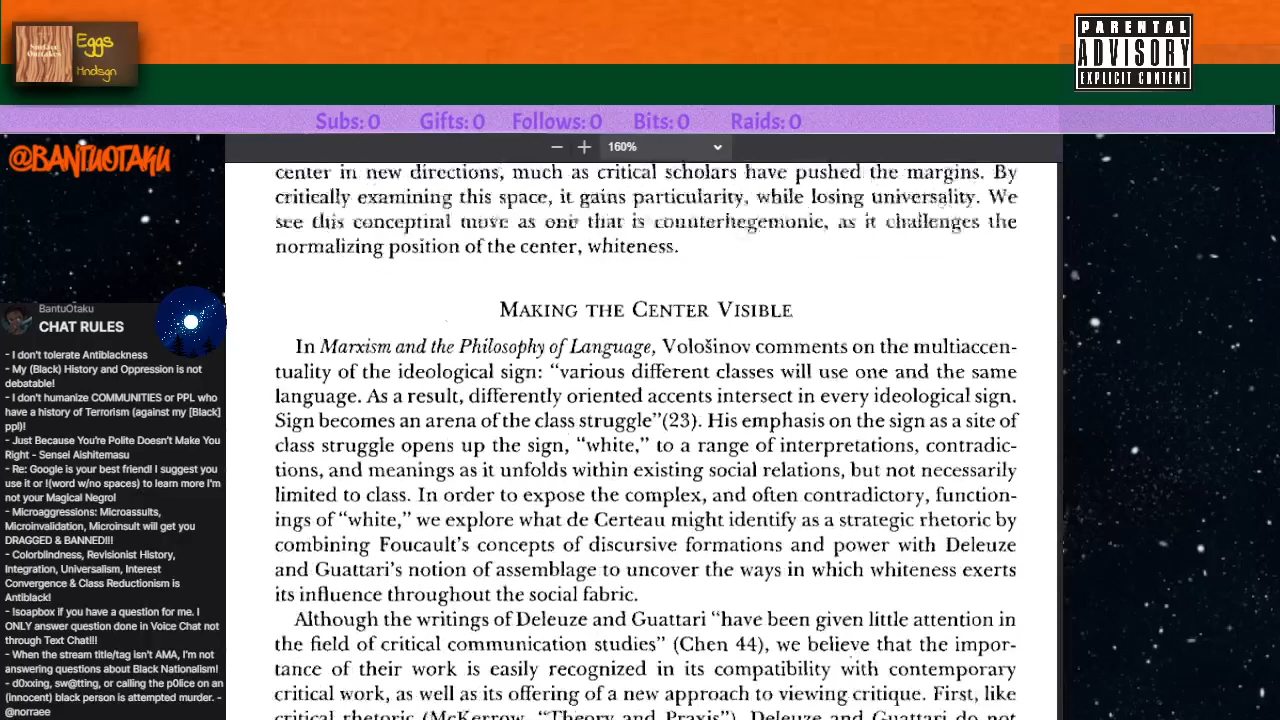 Eggs
Mndsgn
PARENTAL
ADVISORY
EXPLICIT CONTENT
Subs: 0 Gifts: 0 Follows: 0 Bits: 0 Raids: 0
@BANTUOTAKU
160%
center in new directions, much as critical scholars have pushed the margins. By
critically examining this space, it gains particularity, while losing universality. We
see this conceptual move as one that is counterhegemonic, as it challenges the
normalizing position of the center, whiteness.
MAKING THE CENTER VISIBLE
In Marxism and the Philosophy of Language, Vološinov comments on the multiaccen-
tuality of the ideological sign: “various different classes will use one and the same
language. As a result, differently oriented accents intersect in every ideological sign.
Sign becomes an arena of the class struggle”(23). His emphasis on the sign as a site of
class struggle opens up the sign, “white,” to a range of interpretations, contradic-
tions, and meanings as it unfolds within existing social relations, but not necessarily
limited to class. In order to expose the complex, and often contradictory, function-
ings of “white,” we explore what de Certeau might identify as a strategic rhetoric by
combining Foucault’s concepts of discursive formations and power with Deleuze
and Guattari’s notion of assemblage to uncover the ways in which whiteness exerts
its influence throughout the social fabric.
Although the writings of Deleuze and Guattari “have been given little attention in
the field of critical communication studies” (Chen 44), we believe that the impor-
tance of their work is easily recognized in its compatibility with contemporary
critical work, as well as its offering of a new approach to viewing critique. First, like
critical rhetoric (McKerrow, “Theory and Praxis”), Deleuze and Guattari do not
BantuOtaku
CHAT RULES
- I don't tolerate Antiblackness
- My (Black) History and Oppression is not
debatable!
- I don't humanize COMMUNITIES or PPL who
have a history of Terrorism (against my [Black]
ppl)!
- Just Because You're Polite Doesn't Make You
Right - Sensei Aishitemasu
- Re: Google is your best friend! I suggest you
use it or !(word w/no spaces) to learn more I'm
not your Magical Negro!
- Microaggressions: Microassults,
Microinvalidation, Microinsult will get you
DRAGGED & BANNED!!!
- Colorblindness, Revisionist History,
Integration, Universalism, Interest
Convergence & Class Reductionism is
Antiblack!
- !soapbox if you have a question for me. I
ONLY answer question done in Voice Chat not
through Text Chat!!!
- When the stream title/tag isn't AMA, I'm not
answering questions about Black Nationalism!
- d0xxing, sw@tting, or calling the p0lice on an
(innocent) black person is attempted murder. -
@norraee